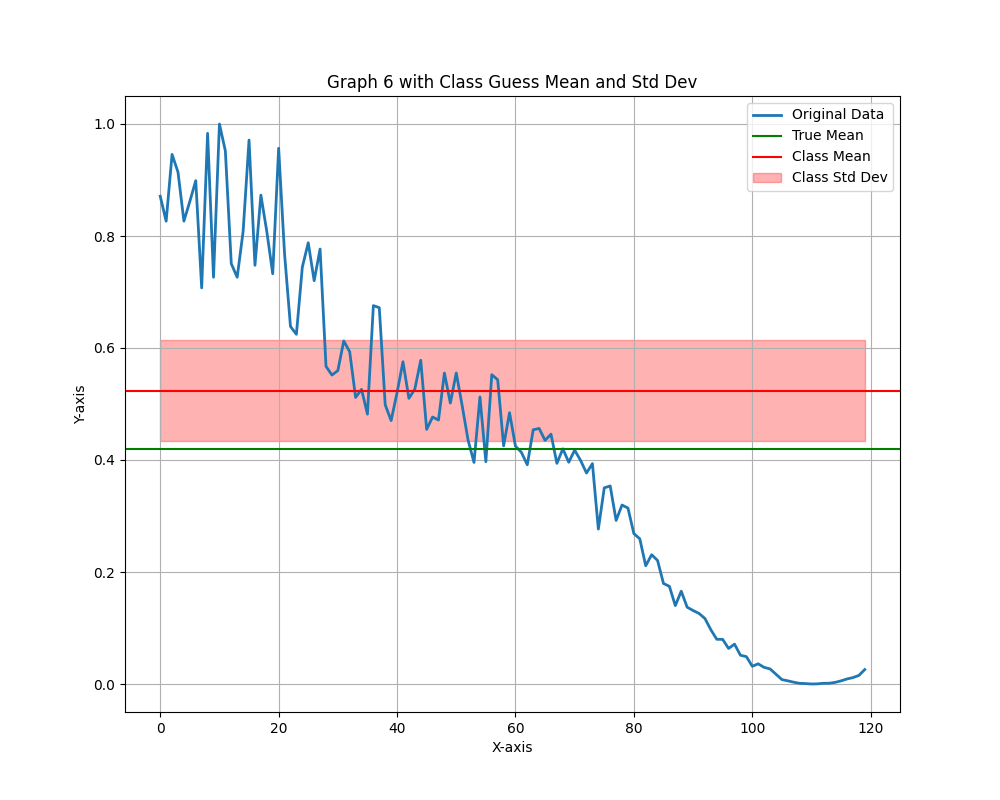 Graph 6 with Class Guess Mean and Std Dev
Original Data
True Mean
Class Mean
Class Std Dev
1.0
0.8
0.6
0.4
0.2
0.0
Y-axis
0 20 40 60 80 100 120
X-axis